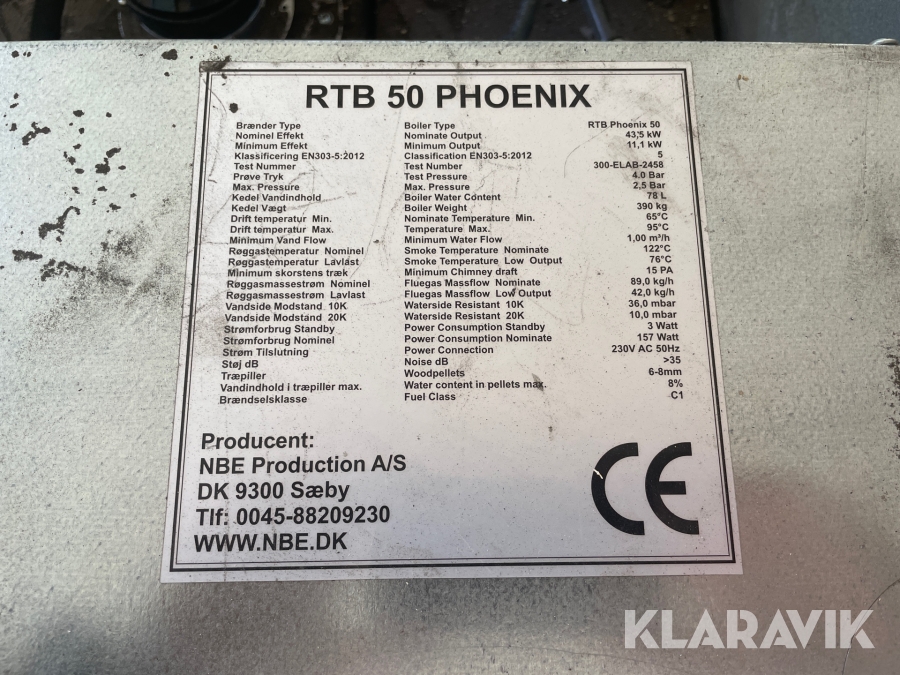 RTB 50 PHOENIX
Brænder Type Boiler Type RTB Phoenix 50
Nominel Effekt Nominate Output 43,5 kW
Minimum Effekt Minimum Output 11,1 kW
Klassificering EN303-5:2012 Classification EN303-5:2012 5
Test Nummer Test Number 300-ELAB-2458
Prøve Tryk Test Pressure 4.0 Bar
Max. Pressure Max. Pressure 2,5 Bar
Kedel Vandindhold Boiler Water Content 78 L
Kedel Vægt Boiler Weight 390 kg
Drift temperatur Min. Nominate Temperature Min. 65°C
Drift temperatur Max. Temperature Max. 95°C
Minimum Vand Flow Minimum Water Flow 1,00 m³/h
Røggastemperatur Nominel Smoke Temperature Nominate 122°C
Røggastemperatur Lavlast Smoke Temperature Low Output 76°C
Minimum skorstens træk Minimum Chimney draft 15 PA
Røggasmassestrøm Nominel Fluegas Massflow Nominate 89,0 kg/h
Røggasmassestrøm Lavlast Fluegas Massflow Low Output 42,0 kg/h
Vandside Modstand 10K Waterside Resistant 10K 36,0 mbar
Vandside Modstand 20K Waterside Resistant 20K 10,0 mbar
Strømforbrug Standby Power Consumption Standby 3 Watt
Strømforbrug Nominel Power Consumption Nominate 157 Watt
Strøm Tilslutning Power Connection 230V AC 50Hz
Støj dB Noise dB >35
Træpiller Woodpellets 6-8mm
Vandindhold i træpiller max. Water content in pellets max. 8%
Brændselsklasse Fuel Class C1
Producent:
NBE Production A/S
DK 9300 Sæby
Tlf: 0045-88209230
WWW.NBE.DK
CE
KLARAVIK